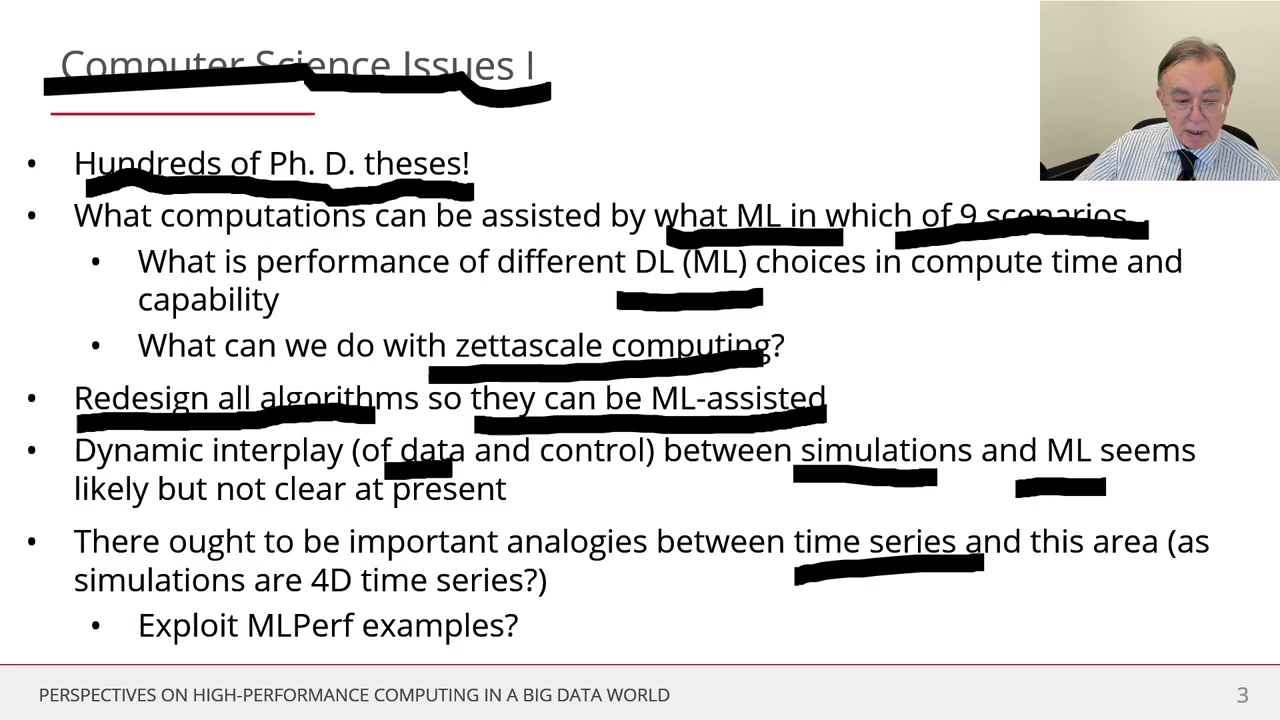 Computer Science Issues I
• Hundreds of Ph. D. theses!
• What computations can be assisted by what ML in which of 9 scenarios
• What is performance of different DL (ML) choices in compute time and
capability
• What can we do with zettascale computing?
• Redesign all algorithms so they can be ML-assisted
• Dynamic interplay (of data and control) between simulations and ML seems
likely but not clear at present
• There ought to be important analogies between time series and this area (as
simulations are 4D time series?)
• Exploit MLPerf examples?
PERSPECTIVES ON HIGH-PERFORMANCE COMPUTING IN A BIG DATA WORLD
3